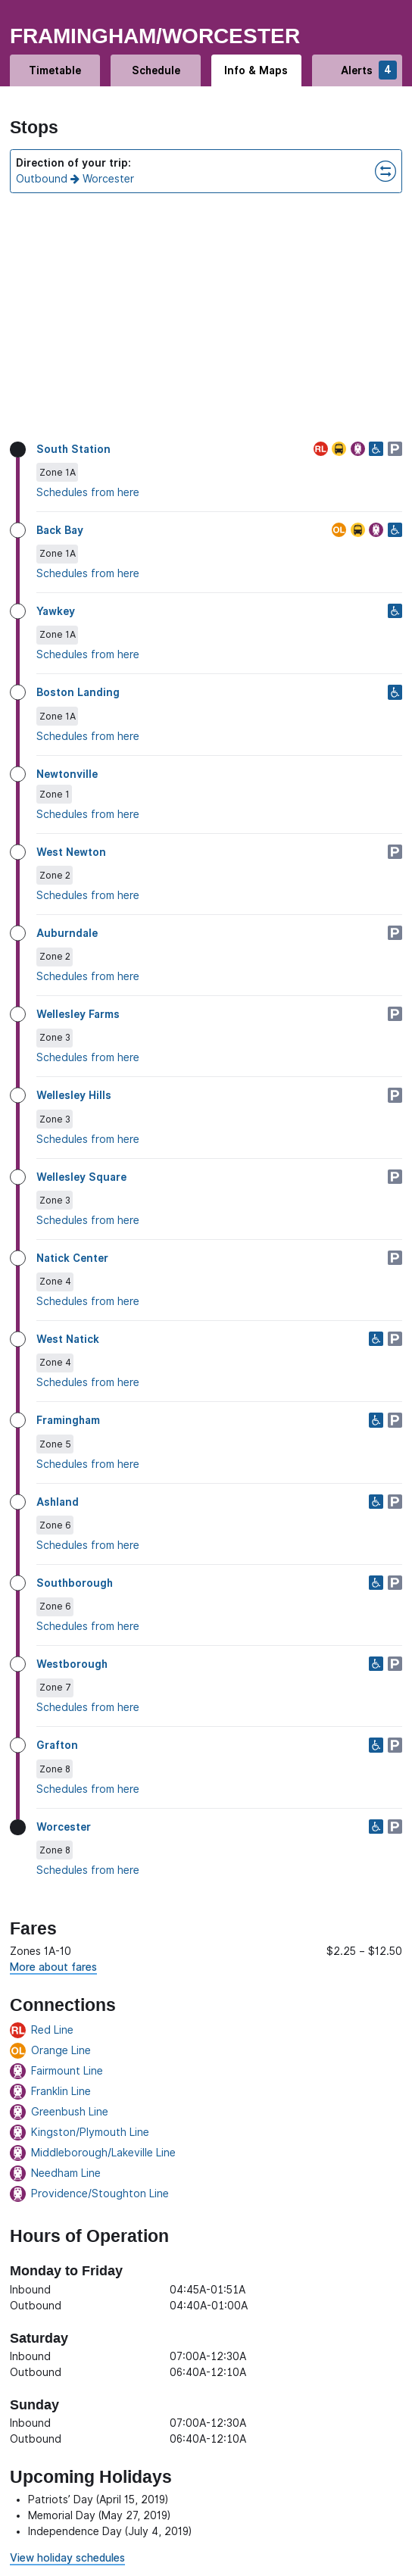 FRAMINGHAM/WORCESTER
Timetable Schedule Info & Maps Alerts 4
Stops
Direction of your trip:
Outbound → Worcester
South Station RL P
Zone 1A
Schedules from here
Back Bay OL
Zone 1A
Schedules from here
Yawkey
Zone 1A
Schedules from here
Boston Landing
Zone 1A
Schedules from here
Newtonville
Zone 1
Schedules from here
West Newton P
Zone 2
Schedules from here
Auburndale P
Zone 2
Schedules from here
Wellesley Farms P
Zone 3
Schedules from here
Wellesley Hills P
Zone 3
Schedules from here
Wellesley Square P
Zone 3
Schedules from here
Natick Center P
Zone 4
Schedules from here
West Natick P
Zone 4
Schedules from here
Framingham P
Zone 5
Schedules from here
Ashland P
Zone 6
Schedules from here
Southborough P
Zone 6
Schedules from here
Westborough P
Zone 7
Schedules from here
Grafton P
Zone 8
Schedules from here
Worcester P
Zone 8
Schedules from here
Fares
Zones 1A-10 $2.25 – $12.50
More about fares
Connections
RL Red Line
OL Orange Line
Fairmount Line
Franklin Line
Greenbush Line
Kingston/Plymouth Line
Middleborough/Lakeville Line
Needham Line
Providence/Stoughton Line
Hours of Operation
Monday to Friday
Inbound 04:45A-01:51A
Outbound 04:40A-01:00A
Saturday
Inbound 07:00A-12:30A
Outbound 06:40A-12:10A
Sunday
Inbound 07:00A-12:30A
Outbound 06:40A-12:10A
Upcoming Holidays
• Patriots’ Day (April 15, 2019)
• Memorial Day (May 27, 2019)
• Independence Day (July 4, 2019)
View holiday schedules